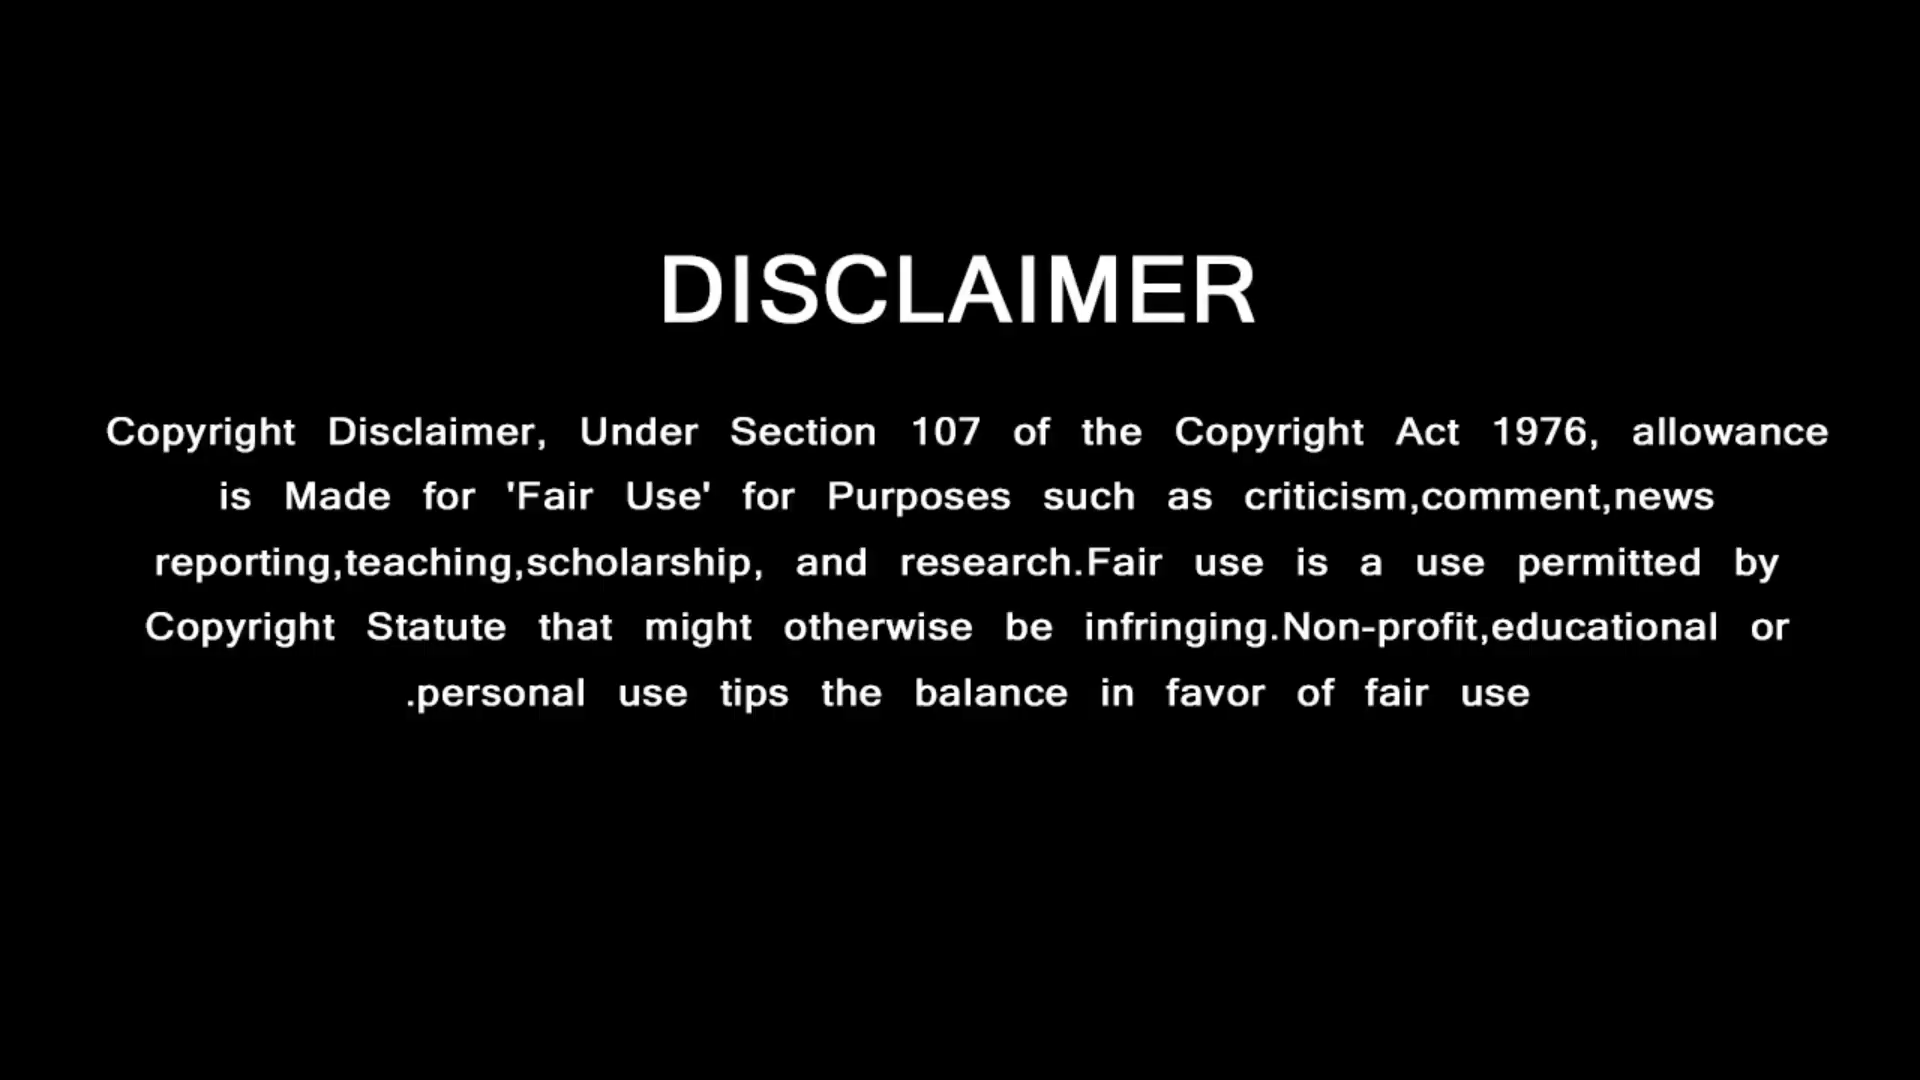 DISCLAIMER
Copyright Disclaimer, Under Section 107 of the Copyright Act 1976, allowance
is Made for 'Fair Use' for Purposes such as criticism,comment,news
reporting,teaching,scholarship, and research.Fair use is a use permitted by
Copyright Statute that might otherwise be infringing.Non-profit,educational or
.personal use tips the balance in favor of fair use